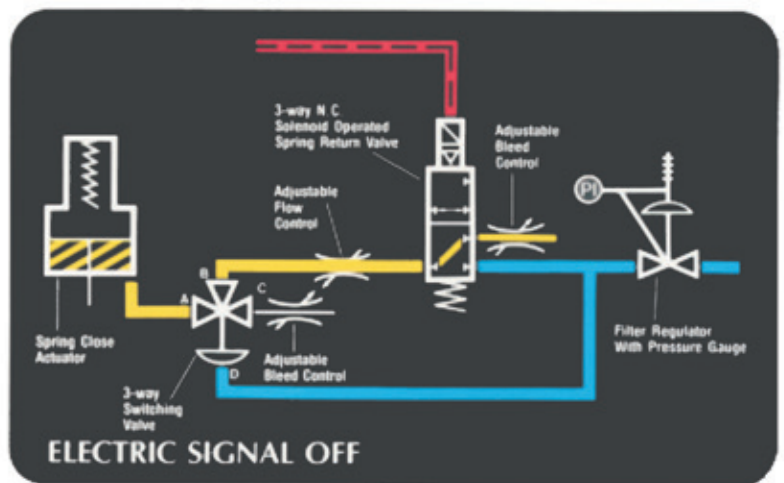 3-way N.C.
Solenoid Operated
Spring Return Valve
Adjustable
Bleed
Control
PI
Adjustable
Flow
Control
B
A
C
D
Spring Close
Actuator
Adjustable
Bleed Control
Filter Regulator
With Pressure Gauge
3-way
Switching
Valve
ELECTRIC SIGNAL OFF